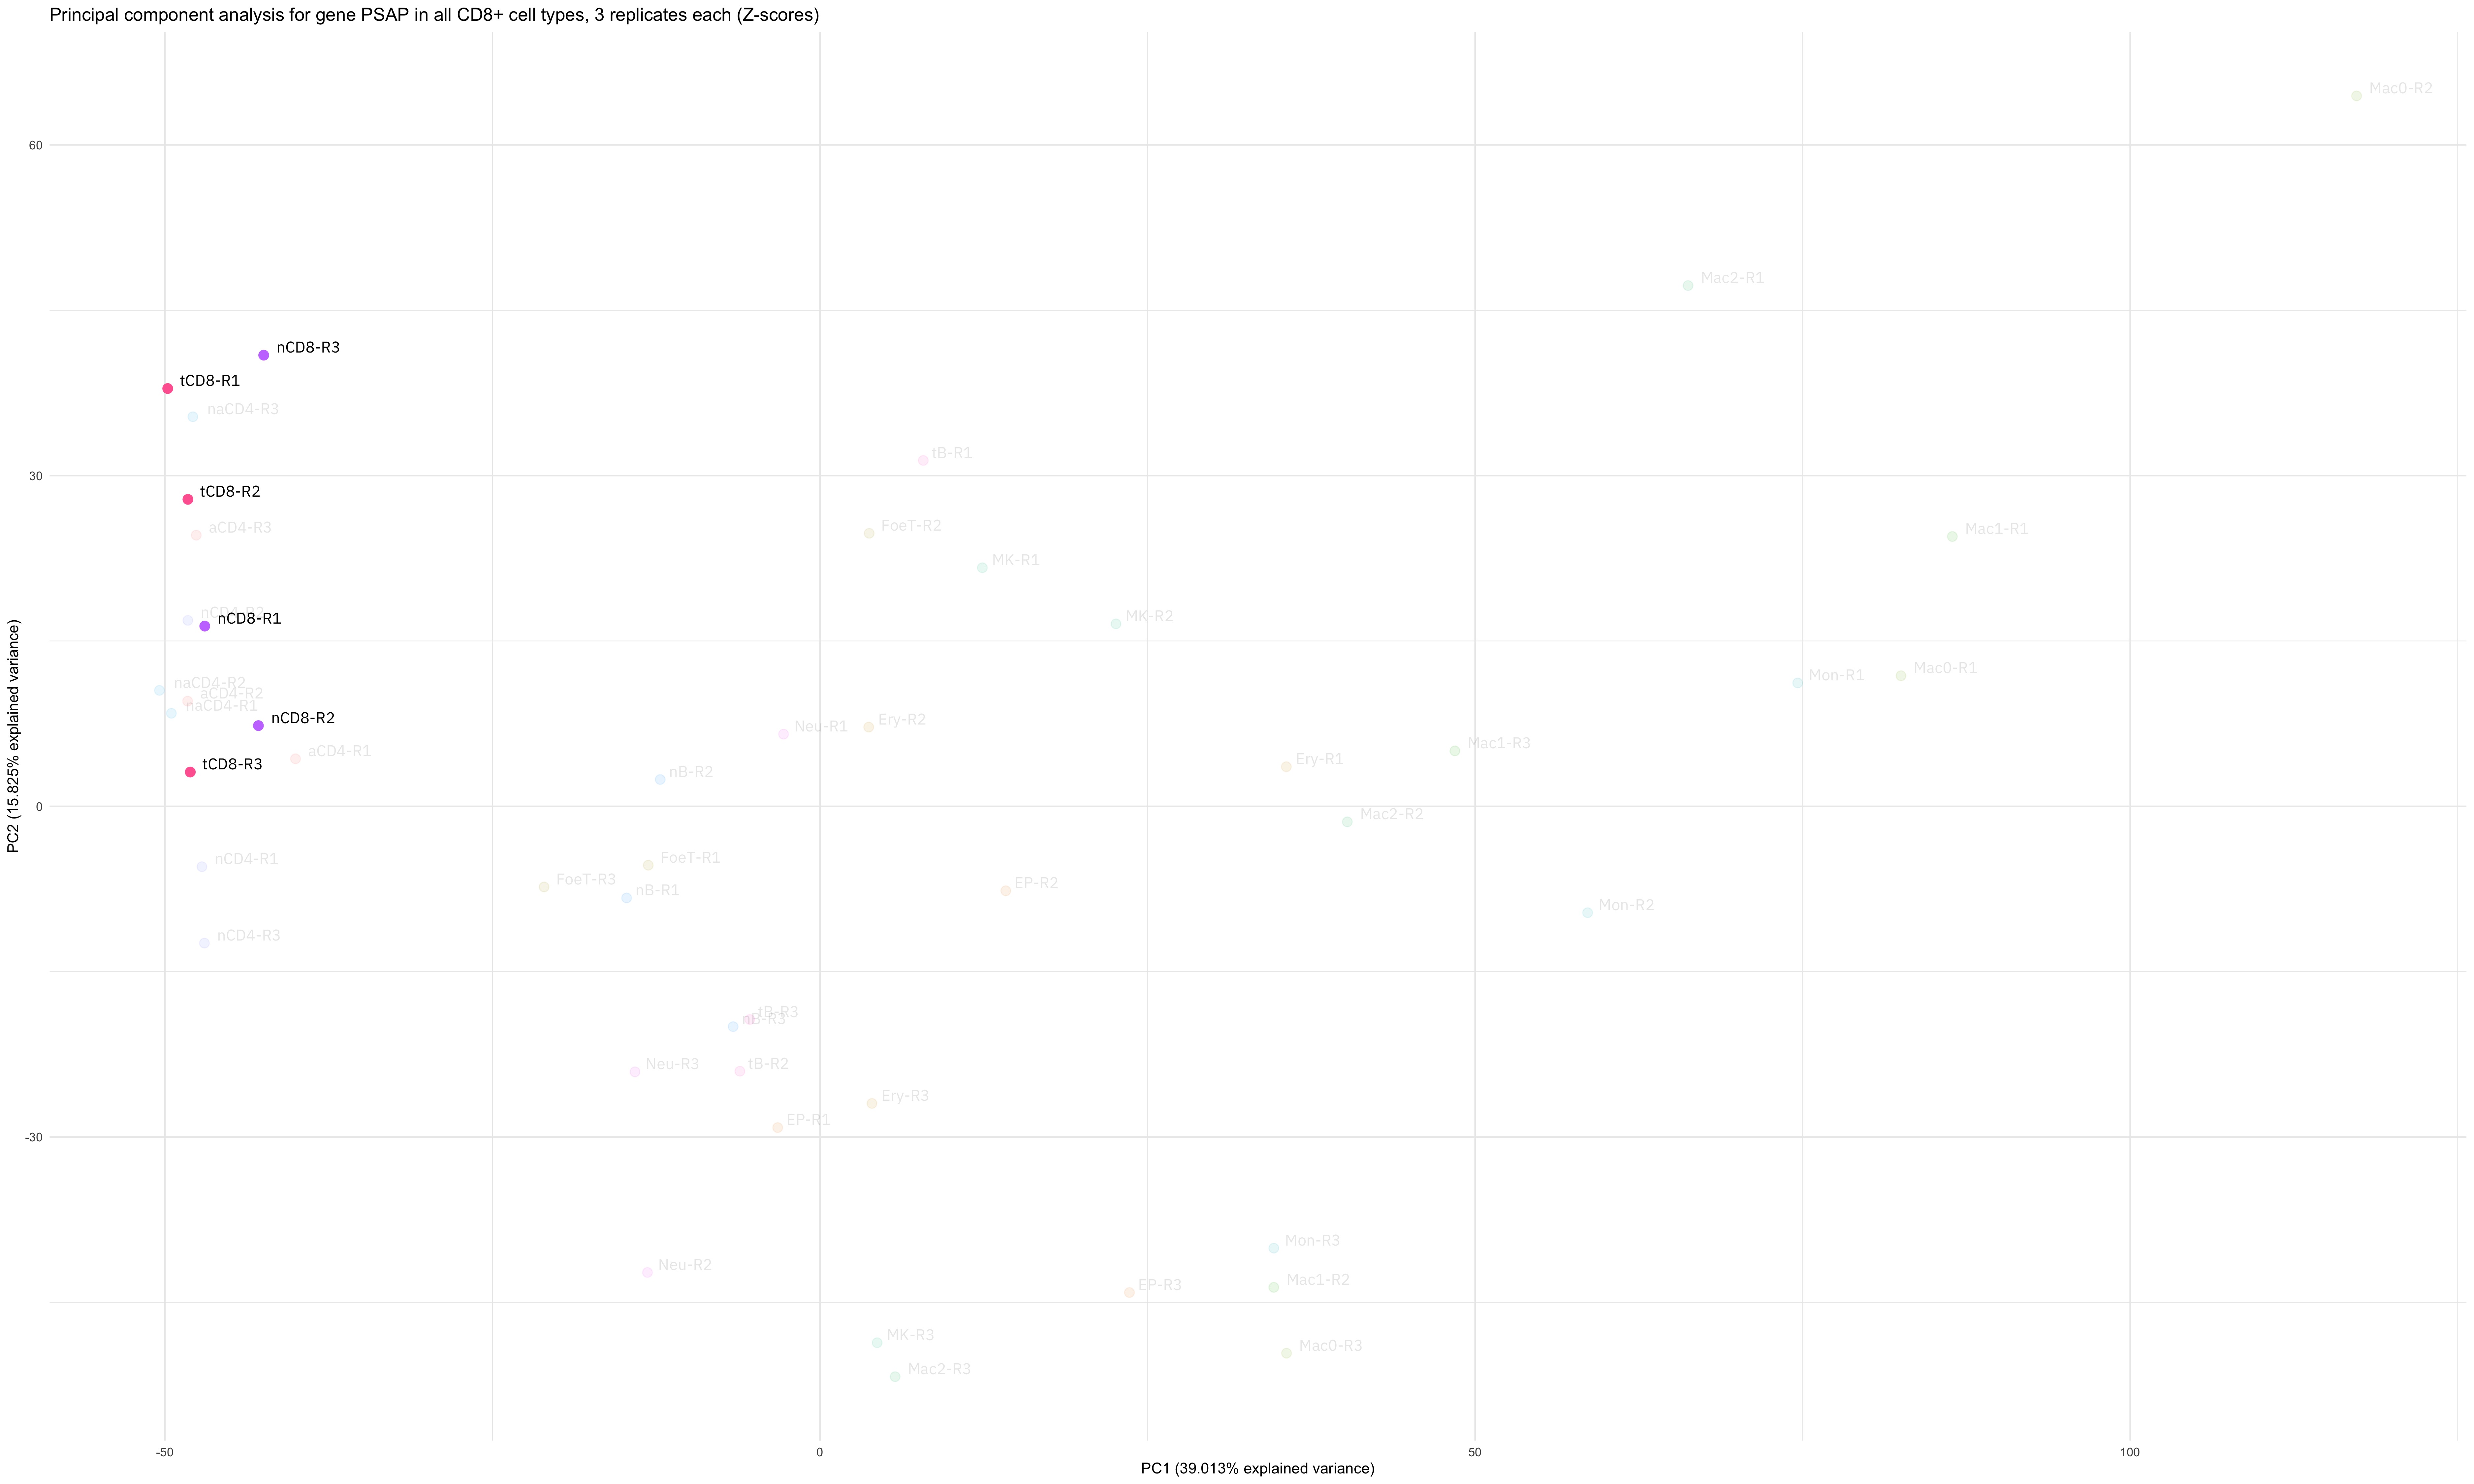 Principal component analysis for gene PSAP in all CD8+ cell types, 3 replicates each (Z-scores)
Mac0-R2
60
Mac2-R1
nCD8-R3
tCD8-R1
naCD4-R3
tB-R1
30
tCD8-R2
aCD4-R3
FoeT-R2
Mac1-R1
MK-R1
nCD4-R2
nCD8-R1
MK-R2
Mac0-R1
Mon-R1
naCD4-R2
aCD4-R2
naCD4-R1
nCD8-R2
Ery-R2
Neu-R1
Mac1-R3
aCD4-R1
Ery-R1
tCD8-R3
nB-R2
0
Mac2-R2
nCD4-R1
FoeT-R1
FoeT-R3
EP-R2
nB-R1
Mon-R2
nCD4-R3
tB-R3
nB-R3
Neu-R3
tB-R2
Ery-R3
EP-R1
-30
Mon-R3
Neu-R2
Mac1-R2
EP-R3
MK-R3
Mac0-R3
Mac2-R3
PC2 (15.825% explained variance)
-50
0
50
100
PC1 (39.013% explained variance)